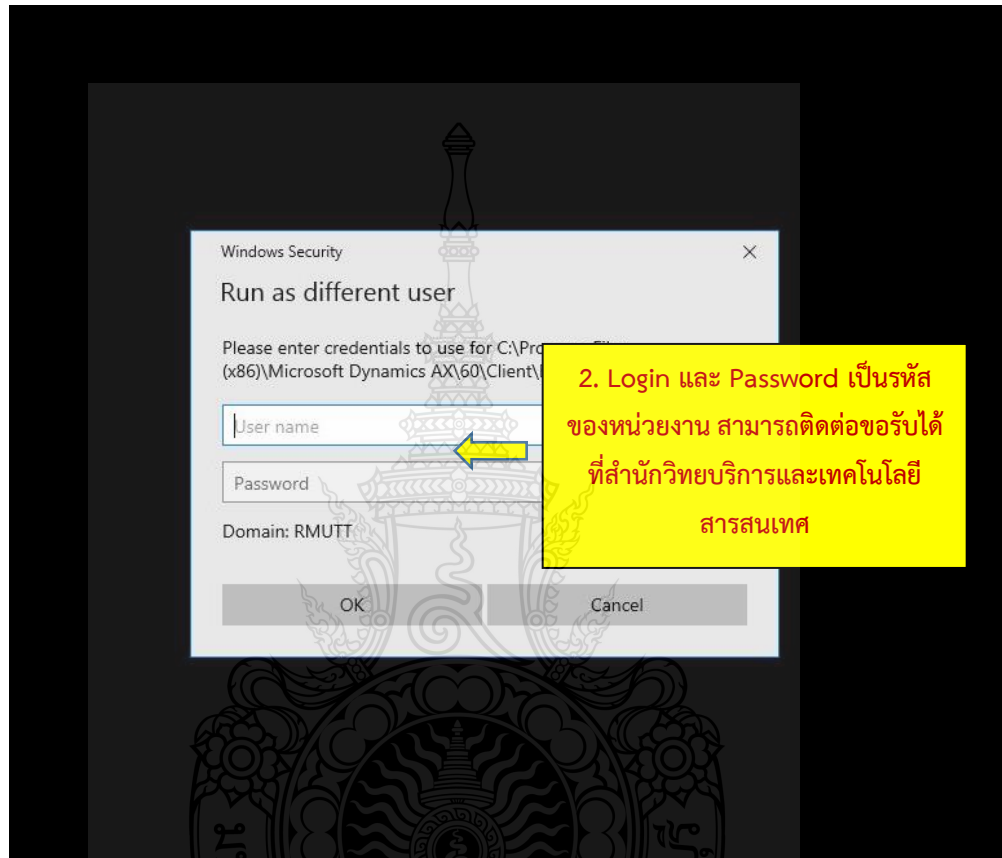 Windows Security
Run as different user
Please enter credentials to use for C:\
(x86)\Microsoft Dynamics AX\60\Client\
User name
Password
Domain: RMUTT
OK
Cancel
2. Login และ Password เป็นรหัส
ของหน่วยงาน สามารถติดต่อขอรับได้
ที่สำนักวิทยบริการและเทคโนโลยี
สารสนเทศ